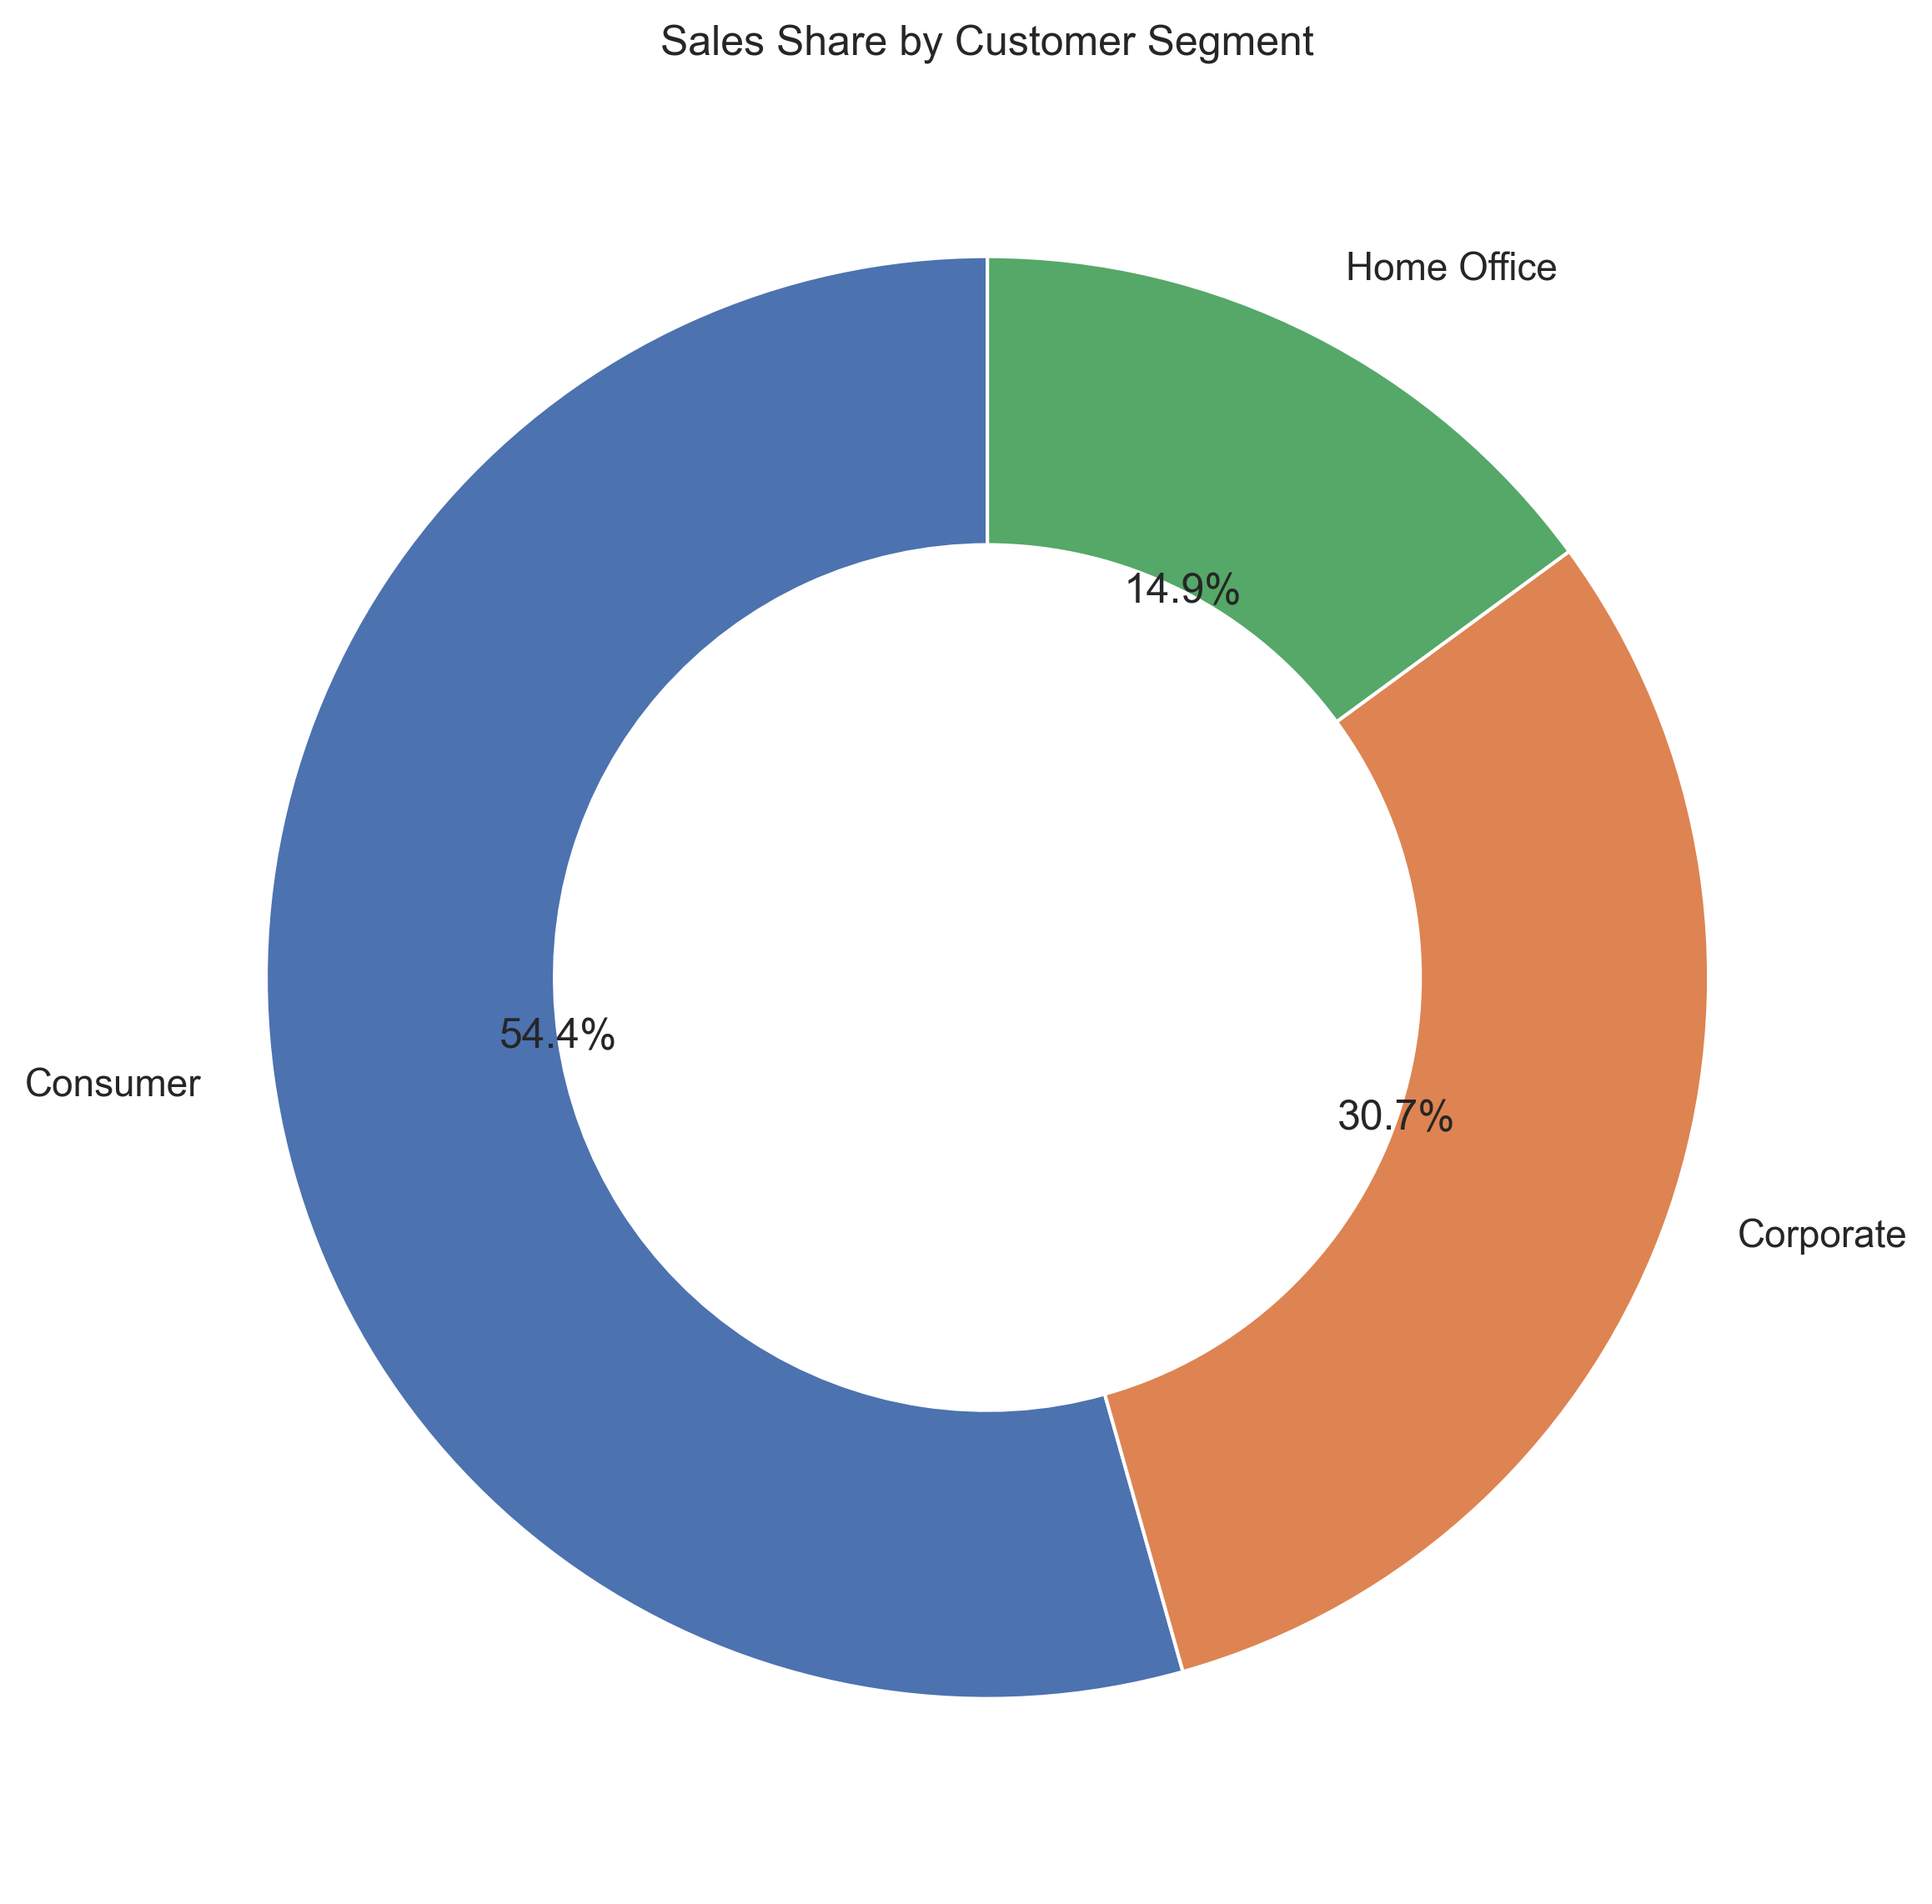 Sales Share by Customer Segment
Home Office
14.9%
54.4%
Consumer
30.7%
Corporate